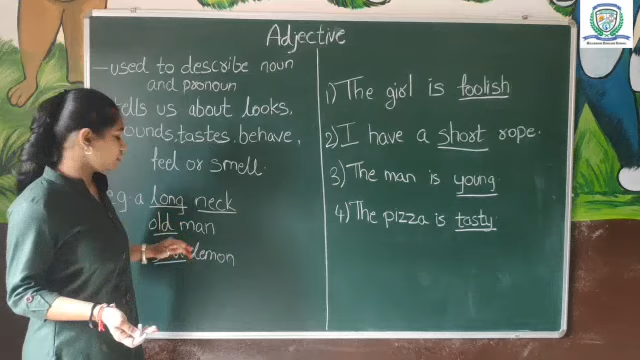 Adjective
— used to describe noun
and pronoun
tells us about looks,
ounds, tastes, behave,
feel or smell.
e.g. a long neck
old man
lemon
1) The girl is foolish
2) I have a short rope.
3) The man is young
4) The pizza is tasty